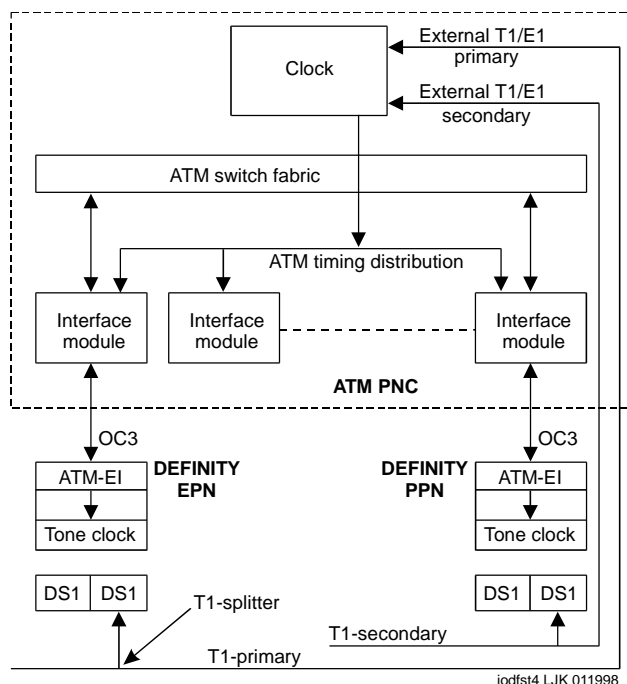 External T1/E1
primary
Clock
External T1/E1
secondary
ATM switch fabric
ATM timing distribution
Interface
module
Interface
module
Interface
module
ATM PNC
OC3
OC3
ATM-EI
DEFINITY
EPN
DEFINITY
PPN
ATM-EI
Tone clock
Tone clock
DS1
DS1
DS1
DS1
T1-splitter
T1-secondary
T1-primary
iodfst4 LJK 011998